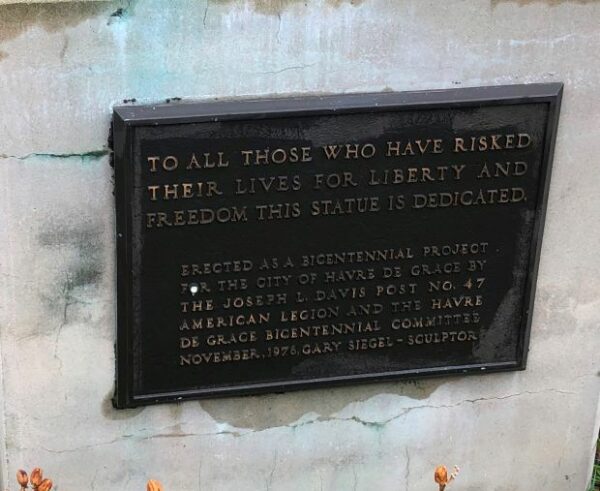 TO ALL THOSE WHO HAVE RISKED
THEIR LIVES FOR LIBERTY AND
FREEDOM THIS STATUE IS DEDICATED.
ERECTED AS A BICENTENNIAL PROJECT
FOR THE CITY OF HAVRE DE GRACE BY
THE JOSEPH L. DAVIS POST NO. 47
AMERICAN LEGION AND THE HAVRE
DE GRACE BICENTENNIAL COMMITTEE
NOVEMBER, 1976, GARY SIEGEL - SCULPTOR